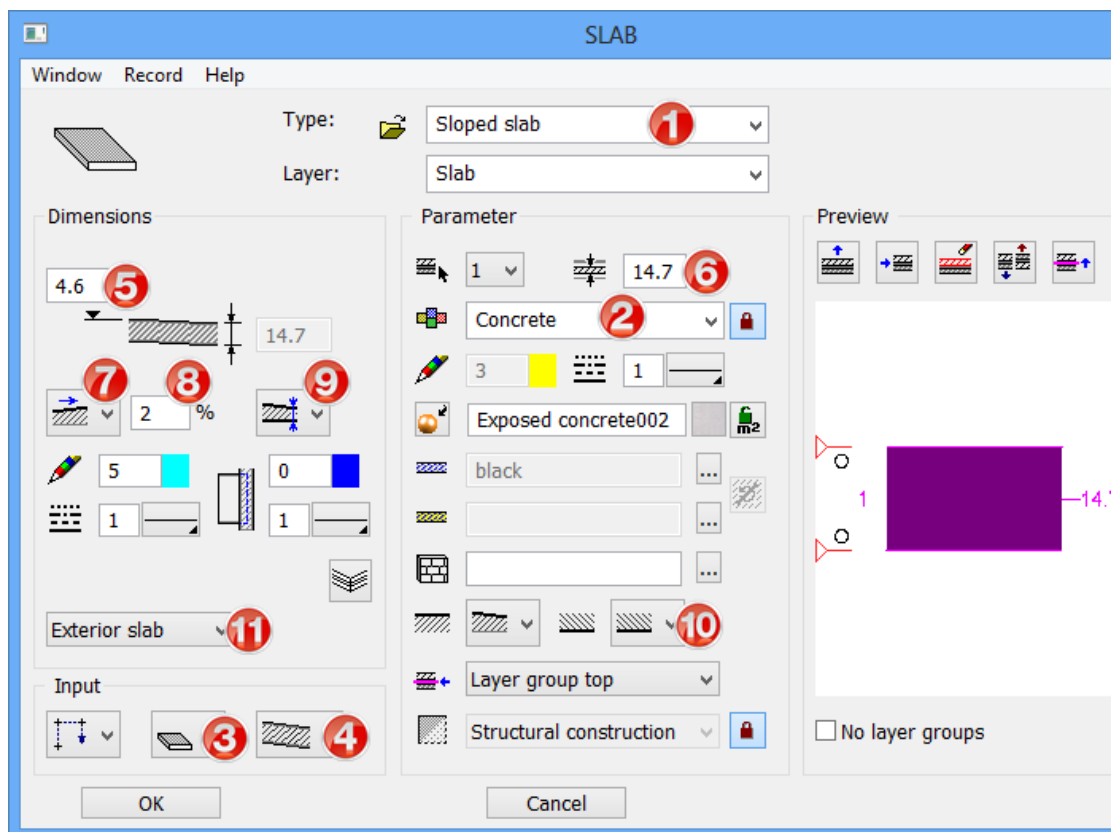 SLAB
Window Record Help
Type: Sloped slab 1
Layer: Slab
Dimensions
4.6 5
14.7
7 2 8 % 9
5 0
1 1
Exterior slab 11
Input
3 4
OK
Parameter
1 14.7 6
Concrete 2
3 1
Exposed concrete002 m2
black ...
...
...
10
Layer group top
Structural construction
Cancel
Preview
1 14.7
No layer groups